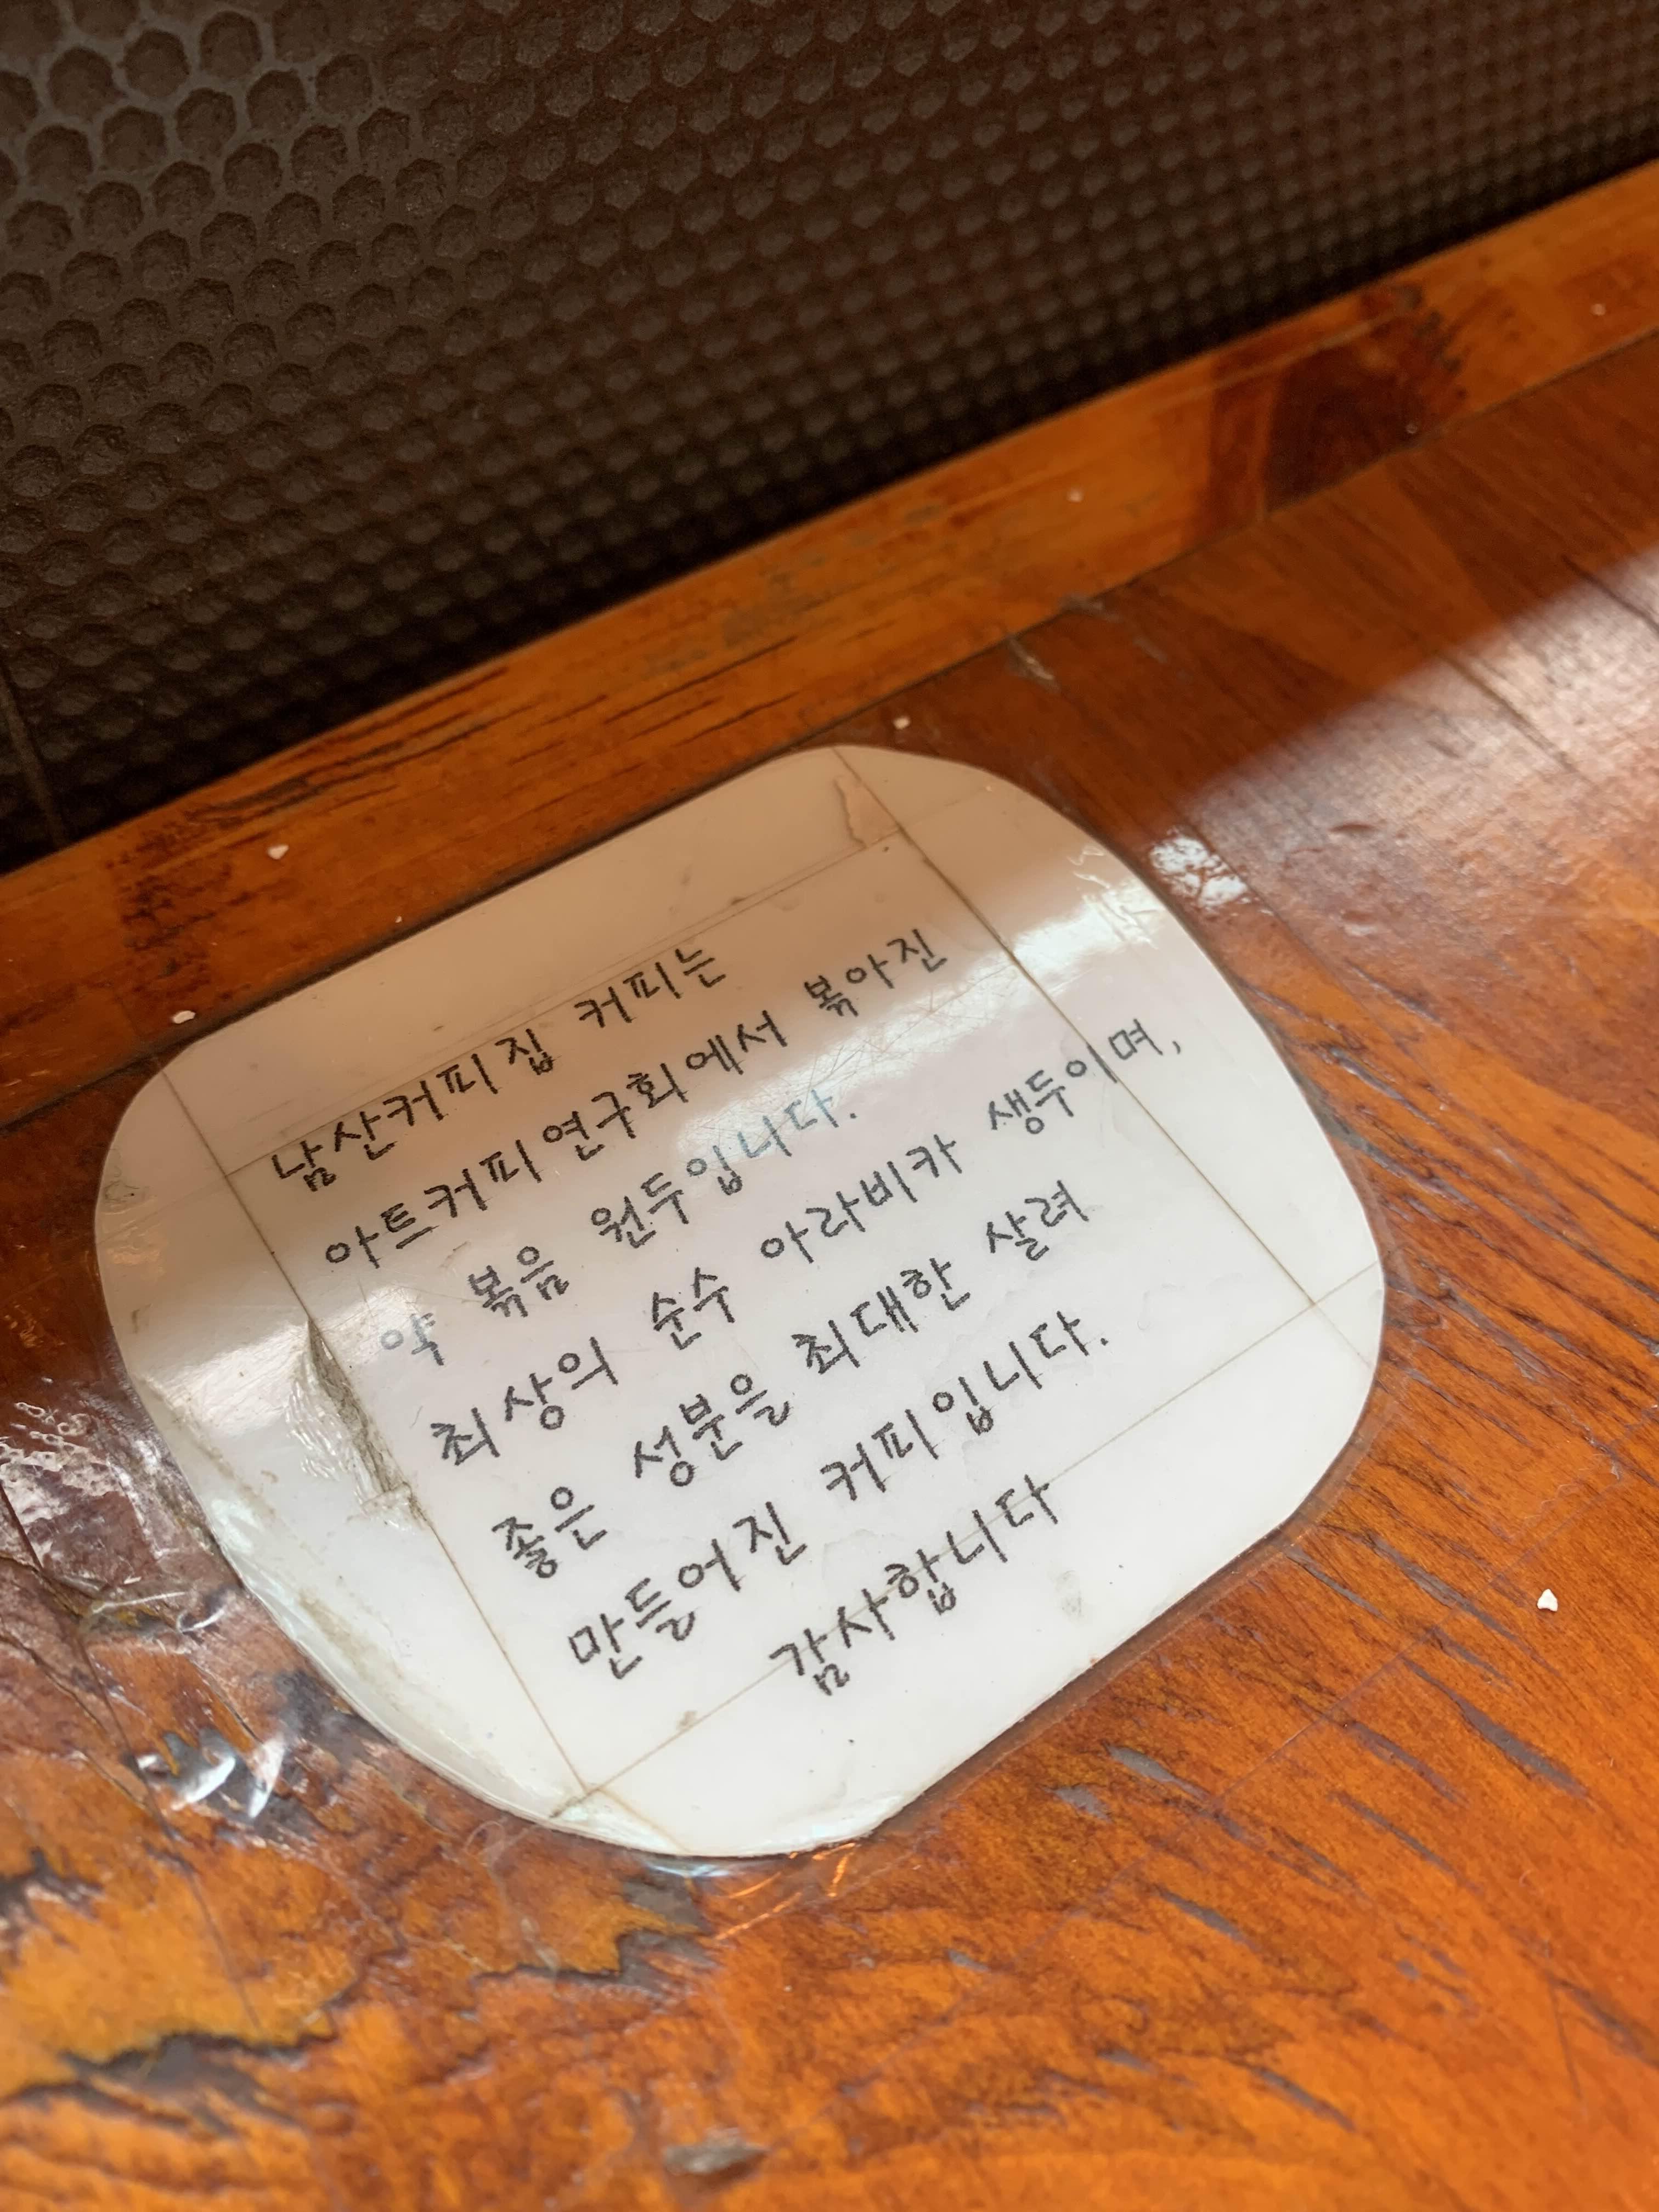 남산커피집 커피는
아트커피연구회에서 볶아진
약 볶음 원두입니다.
최상의 순수 아라비카 생두이며,
좋은 성분을 최대한 살려
만들어진 커피입니다.
감사합니다